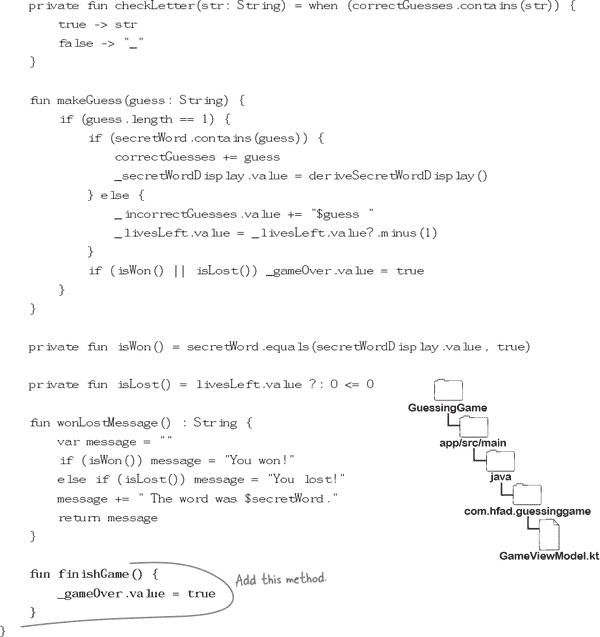 private fun checkLetter(str: String) = when (correctGuesses.contains(str)) {
true -> str
false -> "_"
}
fun makeGuess(guess: String) {
if (guess.length == 1) {
if (secretWord.contains(guess)) {
correctGuesses += guess
_secretWordDisplay.value = deriveSecretWordDisplay()
} else {
_incorrectGuesses.value += "$guess "
_livesLeft.value = _livesLeft.value?.minus(1)
}
if (isWon() || isLost()) _gameOver.value = true
}
}
private fun isWon() = secretWord.equals(secretWordDisplay.value, true)
private fun isLost() = livesLeft.value ?: 0 <= 0
fun wonLostMessage() : String {
var message = ""
if (isWon()) message = "You won!"
else if (isLost()) message = "You lost!"
message += " The word was $secretWord."
return message
}
fun finishGame() {
_gameOver.value = true
}
}
Add this method.
GuessingGame
app/src/main
java
com.hfad.guessinggame
GameViewModel.kt